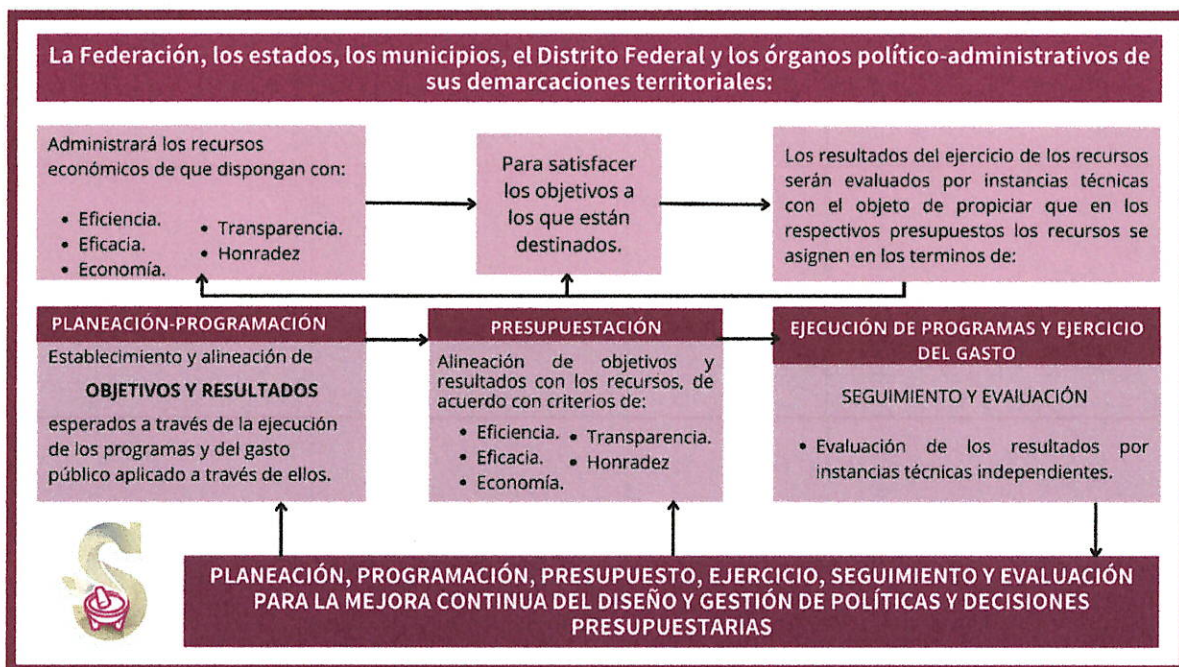 La Federación, los estados, los municipios, el Distrito Federal y los órganos político-administrativos de
sus demarcaciones territoriales:
Administrará los recursos
económicos de que dispongan con:
• Eficiencia.
• Eficacia.
• Economía.
• Transparencia.
• Honradez
Para satisfacer
los objetivos a
los que están
destinados.
Los resultados del ejercicio de los recursos
serán evaluados por instancias técnicas
con el objeto de propiciar que en los
respectivos presupuestos los recursos se
asignen en los terminos de:
PLANEACIÓN-PROGRAMACIÓN
Establecimiento y alineación de
OBJETIVOS Y RESULTADOS
esperados a través de la ejecución
de los programas y del gasto
público aplicado a través de ellos.
PRESUPUESTACIÓN
Alineación de objetivos y
resultados con los recursos, de
acuerdo con criterios de:
• Eficiencia.
• Eficacia.
• Economía.
• Transparencia.
• Honradez
EJECUCIÓN DE PROGRAMAS Y EJERCICIO
DEL GASTO
SEGUIMIENTO Y EVAIUACIÓN
• Evaluación de los resultados por
instancias técnicas independientes.
S
PLANEACIÓN, PROGRAMACIÓN, PRESUPUESTO, EJERCICIO, SEGUIMIENTO Y EVALUACIÓN
PARA LA MEJORA CONTINUA DEL DISEÑO Y GESTIÓN DE POLÍTICAS Y DECISIONES
PRESUPUESTARIAS